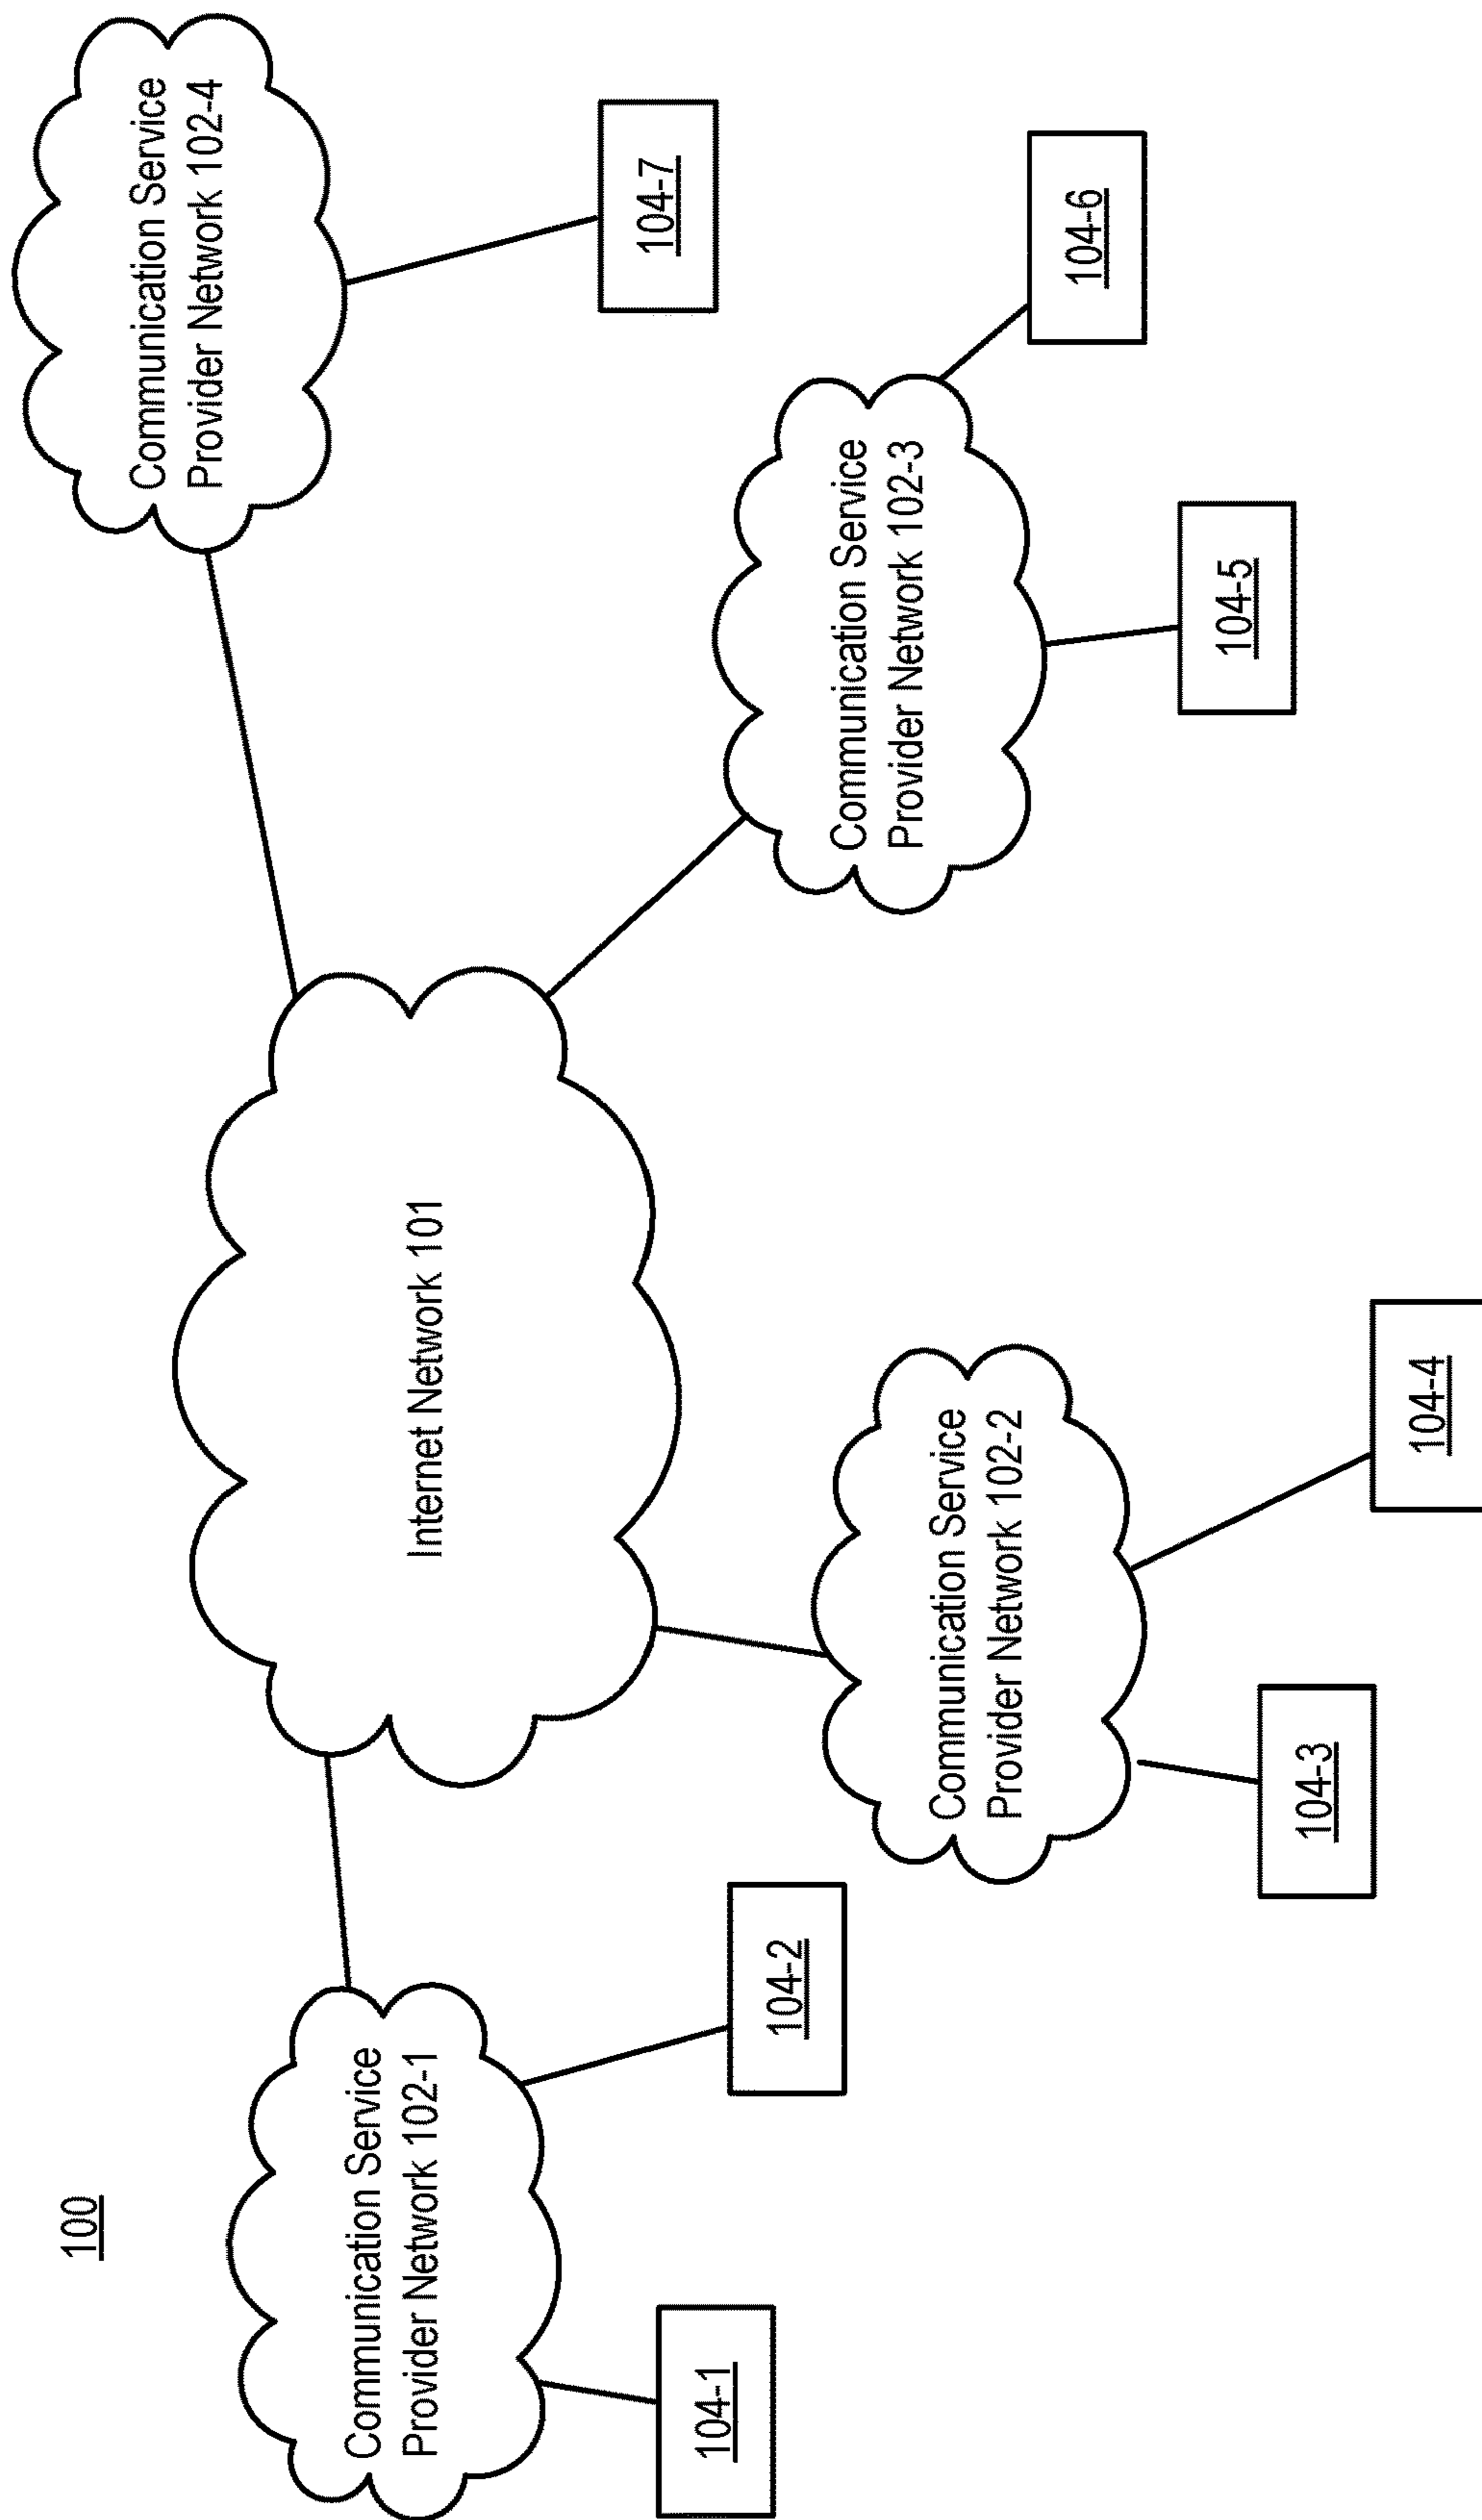 100
Communication Service
Provider Network 102-4
Internet Network 101
104-7
Communication Service
Provider Network 102-1
Communication Service
Provider Network 102-3
104-6
104-1
104-2
Communication Service
Provider Network 102-2
104-5
104-3
104-4